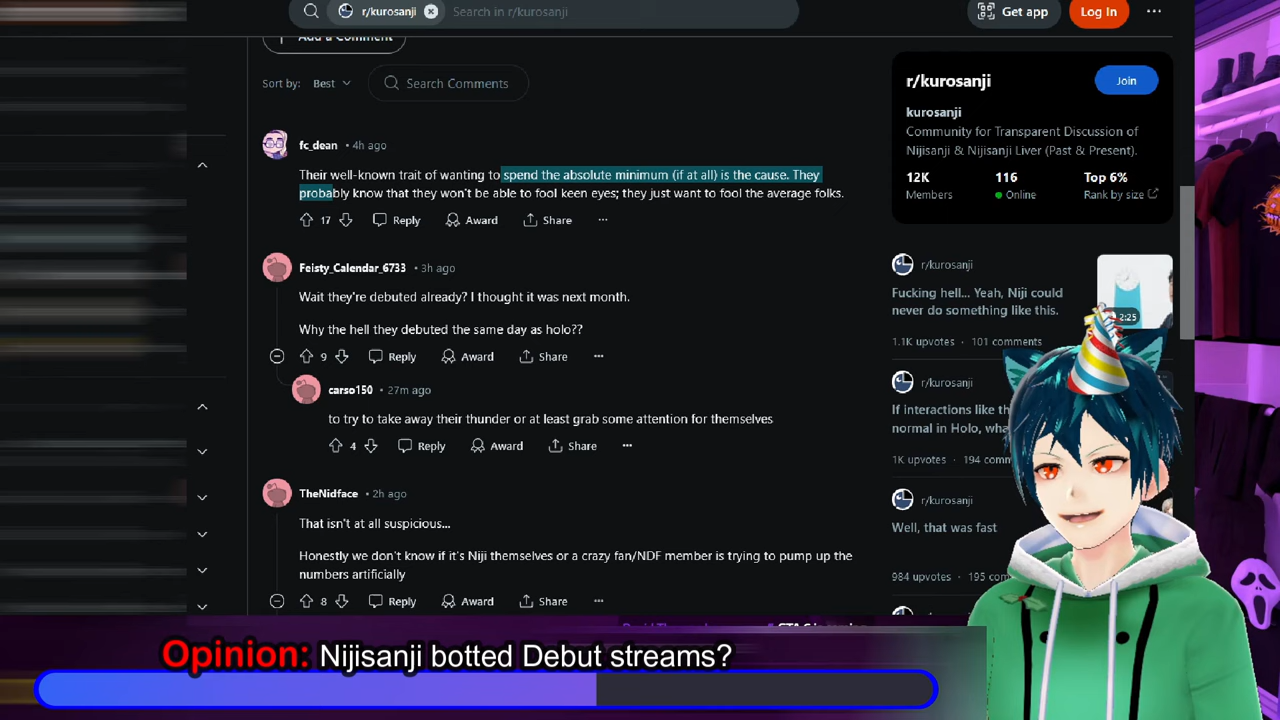 r/kurosanji
Search in r/kurosanji
Get app
Log In
Add a Comment
Sort by: Best
Search Comments
fc_dean • 4h ago
Their well-known trait of wanting to spend the absolute minimum (if at all) is the cause. They
probably know that they won't be able to fool keen eyes; they just want to fool the average folks.
17 Reply Award Share
Feisty_Calendar_6733 • 3h ago
Wait they're debuted already? I thought it was next month.
Why the hell they debuted the same day as holo??
9 Reply Award Share
carso150 • 27m ago
to try to take away their thunder or at least grab some attention for themselves
4 Reply Award Share
TheNidface • 2h ago
That isn't at all suspicious...
Honestly we don't know if it's Niji themselves or a crazy fan/NDF member is trying to pump up the
numbers artificially
8 Reply Award Share
r/kurosanji
Join
kurosanji
Community for Transparent Discussion of
Nijisanji & Nijisanji Liver (Past & Present).
12K 116 Top 6%
Members Online Rank by size
r/kurosanji
Fucking hell... Yeah, Niji could
never do something like this.
2:25
1.1K upvotes • 101 comments
r/kurosanji
If interactions like th
normal in Holo, wha
1K upvotes • 194 comm
r/kurosanji
Well, that was fast
984 upvotes • 195 com
r/kurosanji
Opinion: Nijisanji botted Debut streams?